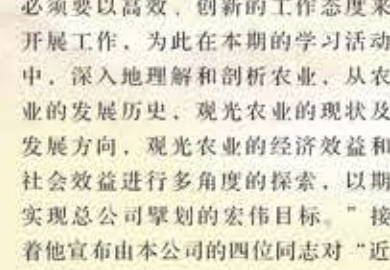 必须要以高效、创新的工作态度来
开展工作，为此在本期的学习活动
中，深入地理解和剖析农业，从农
业的发展历史、观光农业的现状及
发展方向，观光农业的经济效益和
社会效益进行多角度的探索，以期
实现总公司擘划的宏伟目标。”接
着他宣布由本公司的四位同志对“近